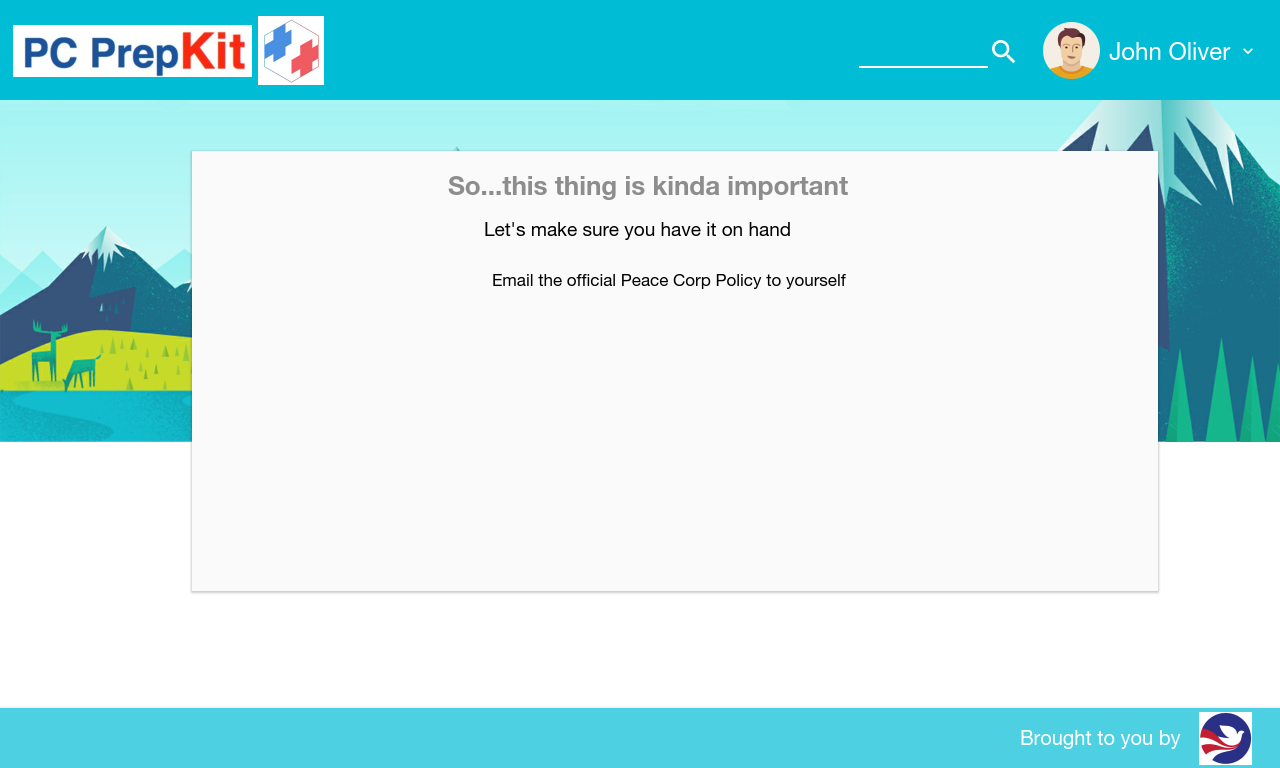 PC PrepKit
John Oliver
So...this thing is kinda important
Let's make sure you have it on hand
Email the official Peace Corp Policy to yourself
Brought to you by